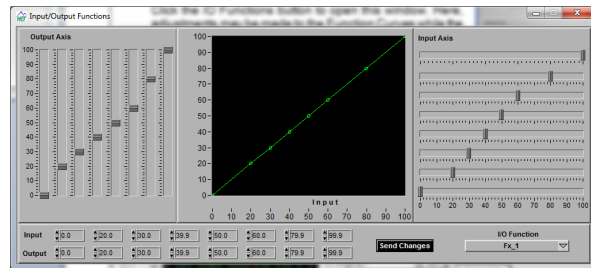 Click the IO Functions button to open this window. Here,
adjustments may be made to the Function Curves while the
Input/Output Functions
Output Axis
100
90
80
70
60
50
40
30
20
10
0
100
90
80
70
60
50
40
30
20
10
0
Input
0 10 20 30 40 50 60 70 80 90 100
Input Axis
0 10 20 30 40 50 60 70 80 90 100
Input 0.0 20.0 30.0 39.9 50.0 60.0 79.9 99.9
Output 0.0 20.0 30.0 39.9 50.0 60.0 79.9 99.9
Send Changes
I/O Function
Fx_1